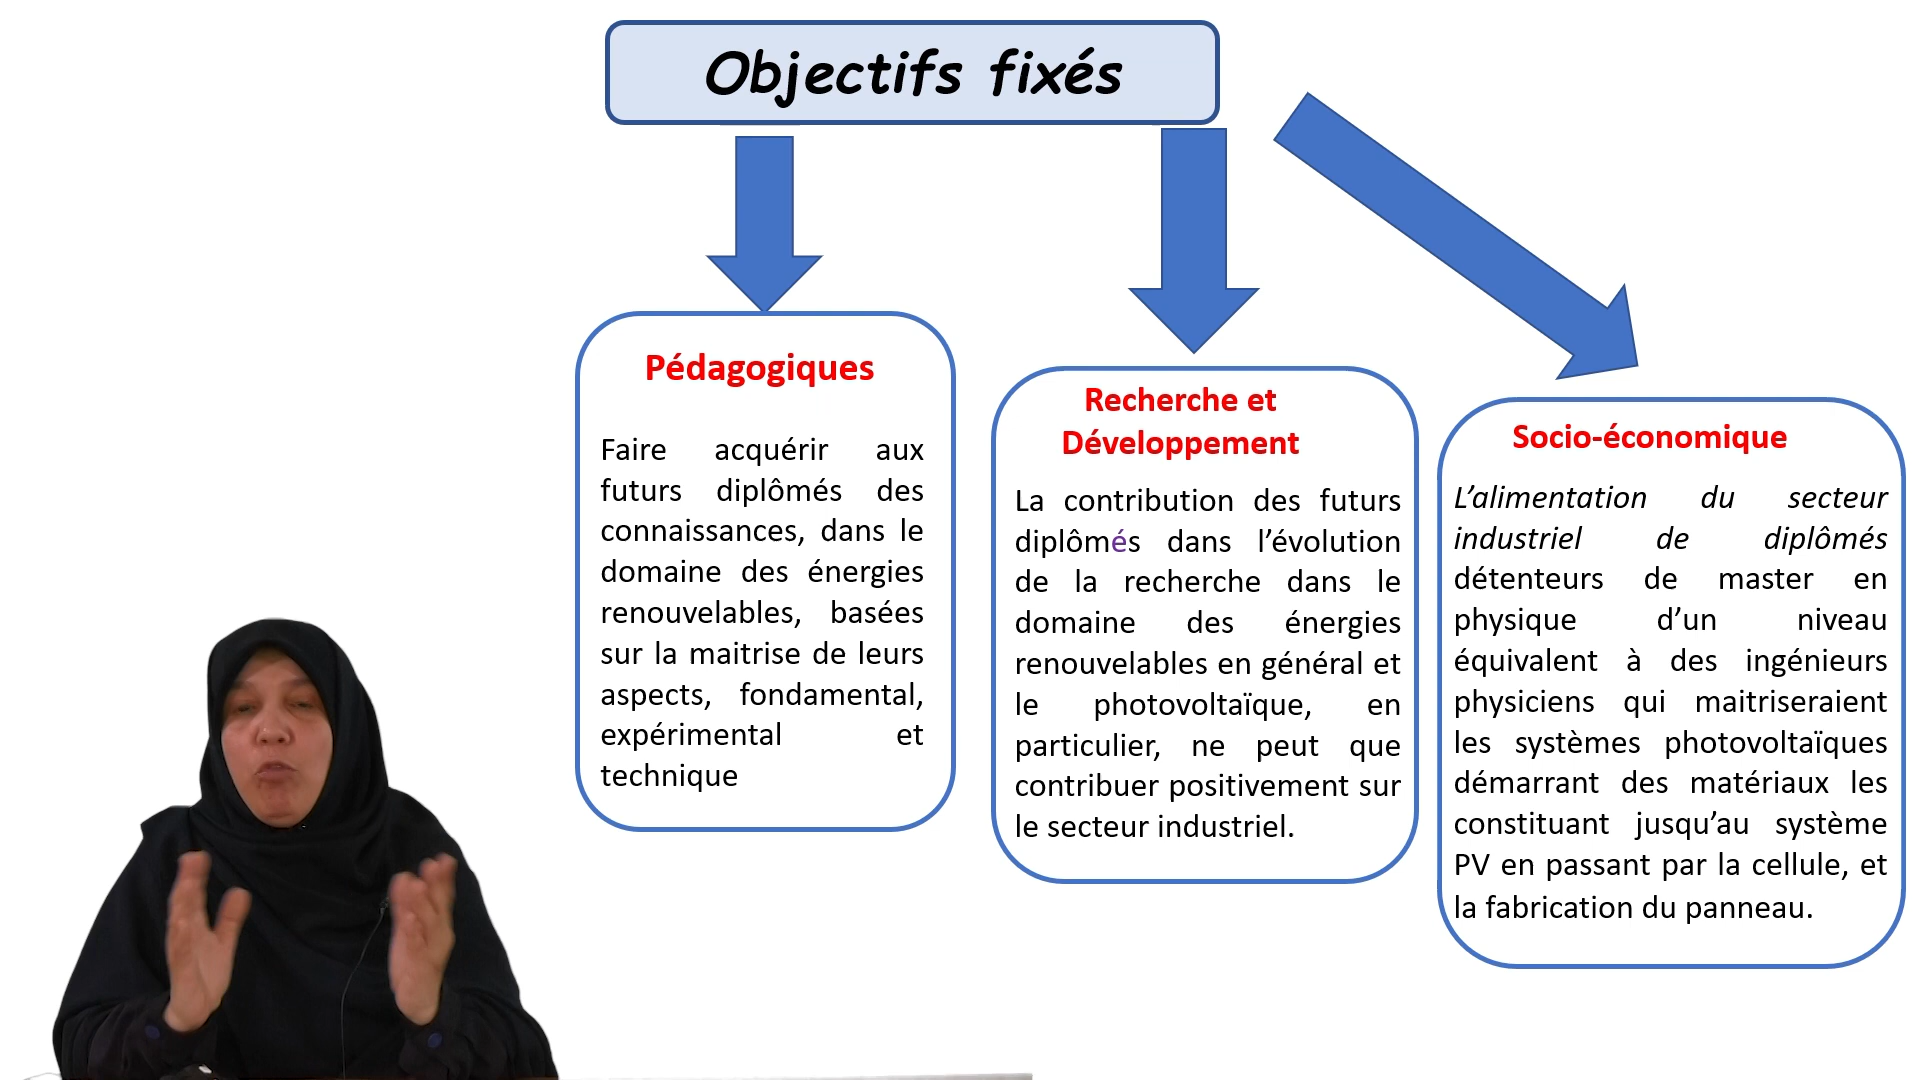 Objectifs fixés
Pédagogiques
Faire acquérir aux
futurs diplômés des
connaissances, dans le
domaine des énergies
renouvelables, basées
sur la maitrise de leurs
aspects, fondamental,
expérimental et
technique
Recherche et
Développement
La contribution des futurs
diplômés dans l’évolution
de la recherche dans le
domaine des énergies
renouvelables en général et
le photovoltaïque, en
particulier, ne peut que
contribuer positivement sur
le secteur industriel.
Socio-économique
L’alimentation du secteur
industriel de diplômés
détenteurs de master en
physique d’un niveau
équivalent à des ingénieurs
physiciens qui maitriseraient
les systèmes photovoltaïques
démarrant des matériaux les
constituant jusqu’au système
PV en passant par la cellule, et
la fabrication du panneau.